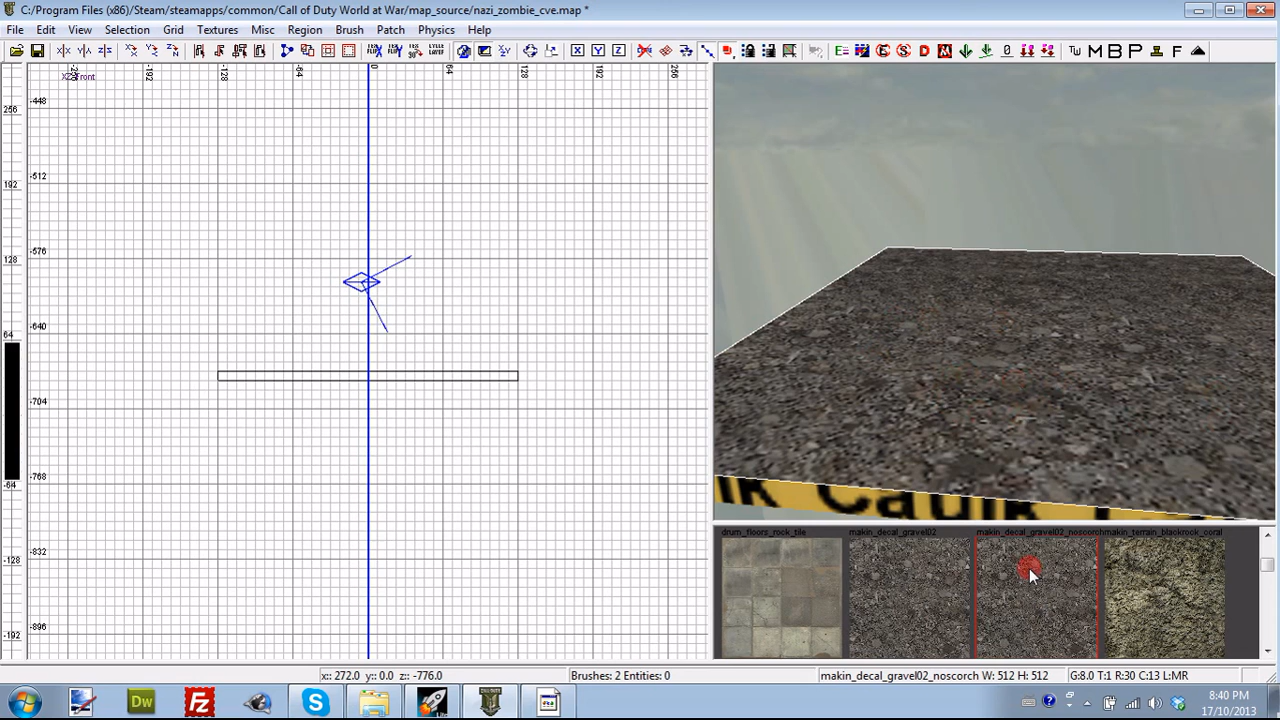 C:/Program Files (x86)/Steam/steamapps/common/Call of Duty World at War/map_source/nazi_zombie_cve.map *
File Edit View Selection Grid Textures Misc Region Brush Patch Physics Help
-128 -64 0 64 128 192 256
-448
-512
-576
-640
-704
-768
-832
-896
256
192
128
64
-64
-128
-192
Caulk
drum_floors_rock_tile makin_decal_gravel02 makin_decal_gravel02_noscorch makin_terrain_blackrock_coral
x:: 272.0 y:: 0.0 z:: -776.0 Brushes: 2 Entities: 0 makin_decal_gravel02_noscorch W: 512 H: 512 G:8.0 T:1 R:30 C:13 L:MR
8:40 PM
17/10/2013